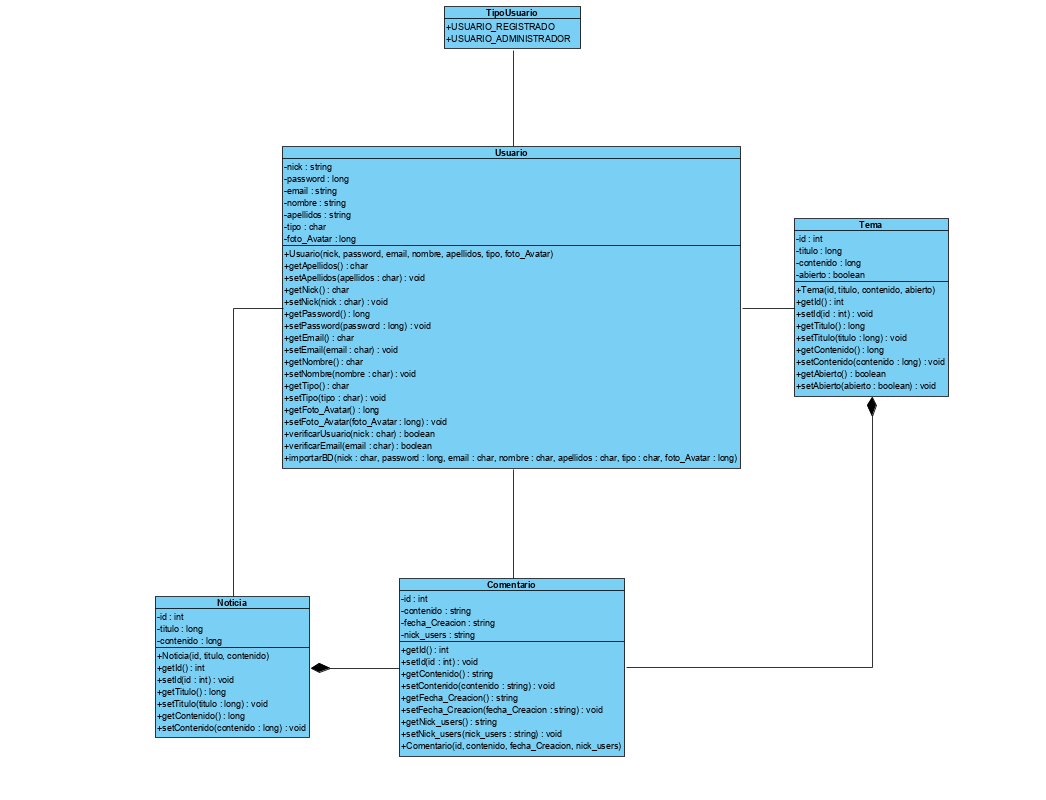 TipoUsuario
+USUARIO_REGISTRADO
+USUARIO_ADMINISTRADOR
Usuario
-nick : string
-password : long
-email : string
-nombre : string
-apellidos : string
-tipo : char
-foto_Avatar : long
+Usuario(nick, password, email, nombre, apellidos, tipo, foto_Avatar)
+getApellidos() : char
+setApellidos(apellidos : char) : void
+getNick() : char
+setNick(nick : char) : void
+getPassword() : long
+setPassword(password : long) : void
+getEmail() : char
+setEmail(email : char) : void
+getNombre() : char
+setNombre(nombre : char) : void
+getTipo() : char
+setTipo(tipo : char) : void
+getFoto_Avatar() : long
+setFoto_Avatar(foto_Avatar : long) : void
+verificarUsuario(nick : char) : boolean
+verificarEmail(email : char) : boolean
+importarBD(nick : char, password : long, email : char, nombre : char, apellidos : char, tipo : char, foto_Avatar : long)
Tema
-id : int
-titulo : long
-contenido : long
-abierto : boolean
+Tema(id, titulo, contenido, abierto)
+getId() : int
+setId(id : int) : void
+getTitulo() : long
+setTitulo(titulo : long) : void
+getContenido() : long
+setContenido(contenido : long) : void
+getAbierto() : boolean
+setAbierto(abierto : boolean) : void
Noticia
-id : int
-titulo : long
-contenido : long
+Noticia(id, titulo, contenido)
+getId() : int
+setId(id : int) : void
+getTitulo() : long
+setTitulo(titulo : long) : void
+getContenido() : long
+setContenido(contenido : long) : void
Comentario
-id : int
-contenido : string
-fecha_Creacion : string
-nick_users : string
+getId() : int
+setId(id : int) : void
+getContenido() : string
+setContenido(contenido : string) : void
+getFecha_Creacion() : string
+setFecha_Creacion(fecha_Creacion : string) : void
+getNick_users() : string
+setNick_users(nick_users : string) : void
+Comentario(id, contenido, fecha_Creacion, nick_users)